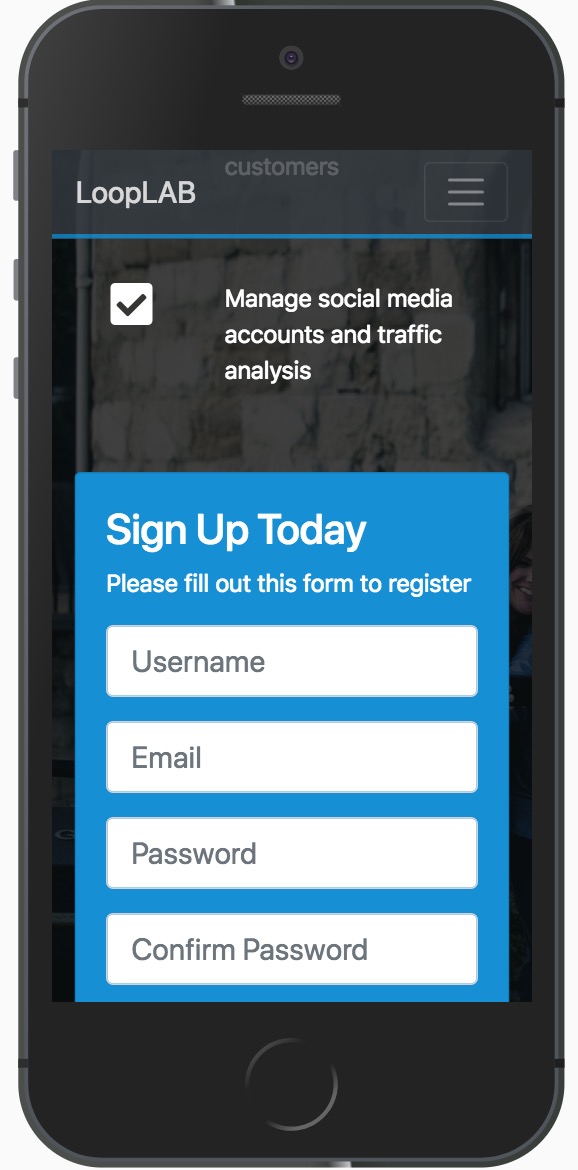 customers
LoopLAB
Manage social media
accounts and traffic
analysis
Sign Up Today
Please fill out this form to register
Username
Email
Password
Confirm Password